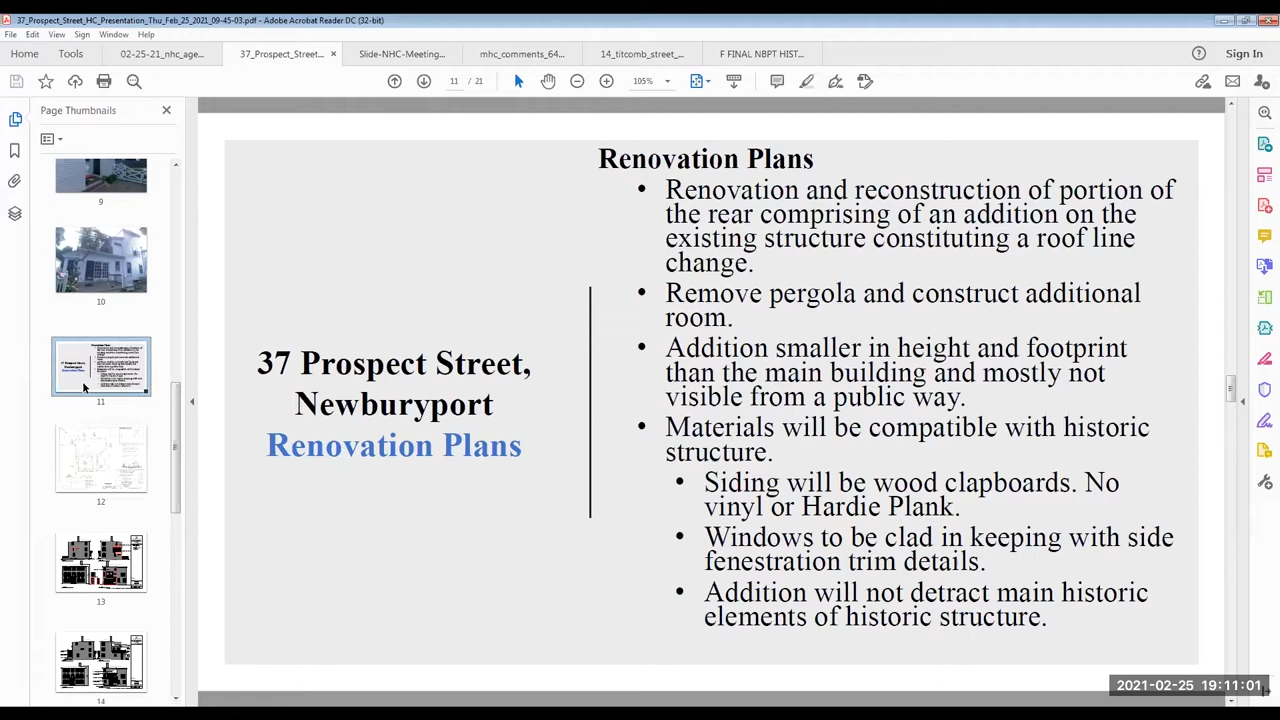 37_Prospect_Street_HC_Presentation_Thu_Feb_25_2021_09-45-03.pdf - Adobe Acrobat Reader DC (32-bit)
File Edit View Sign Window Help
Home Tools 02-25-21_nhc_age... 37_Prospect_Street... × Slide-NHC-Meeting... mhc_comments_64... 14_titcomb_street_... F FINAL NBPT HIST... Sign In
11 / 21 105%
Page Thumbnails
9
10
11
12
13
14
Renovation Plans
• Renovation and reconstruction of portion of
the rear comprising of an addition on the
existing structure constituting a roof line
change.
• Remove pergola and construct additional
room.
• Addition smaller in height and footprint
than the main building and mostly not
visible from a public way.
• Materials will be compatible with historic
structure.
• Siding will be wood clapboards. No
vinyl or Hardie Plank.
• Windows to be clad in keeping with side
fenestration trim details.
• Addition will not detract main historic
elements of historic structure.
37 Prospect Street,
Newburyport
Renovation Plans
2021-02-25 19:11:01